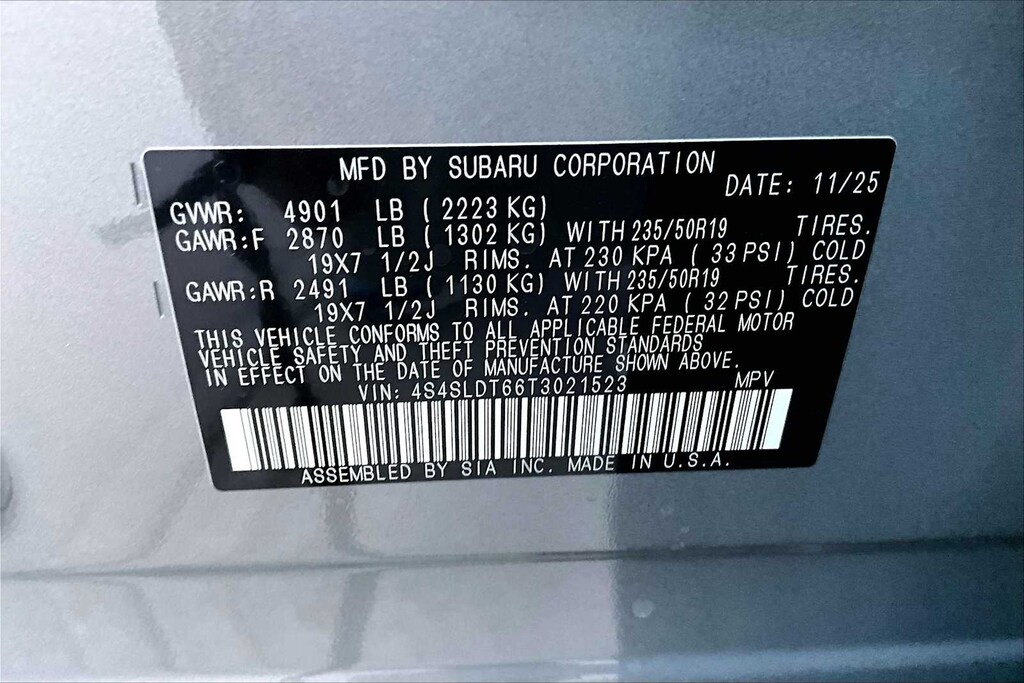 MFD BY SUBARU CORPORATION
DATE: 11/25
GVWR: 4901 LB ( 2223 KG)
GAWR:F 2870 LB ( 1302 KG) WITH 235/50R19 TIRES.
19X7 1/2J RIMS. AT 230 KPA ( 33 PSI) COLD
GAWR:R 2491 LB ( 1130 KG) WITH 235/50R19 TIRES.
19X7 1/2J RIMS. AT 220 KPA ( 32 PSI) COLD
THIS VEHICLE CONFORMS TO ALL APPLICABLE FEDERAL MOTOR
VEHICLE SAFETY AND THEFT PREVENTION STANDARDS
IN EFFECT ON THE DATE OF MANUFACTURE SHOWN ABOVE.
VIN: 4S4SLDT66T3021523 MPV
ASSEMBLED BY SIA INC. MADE IN U.S.A.